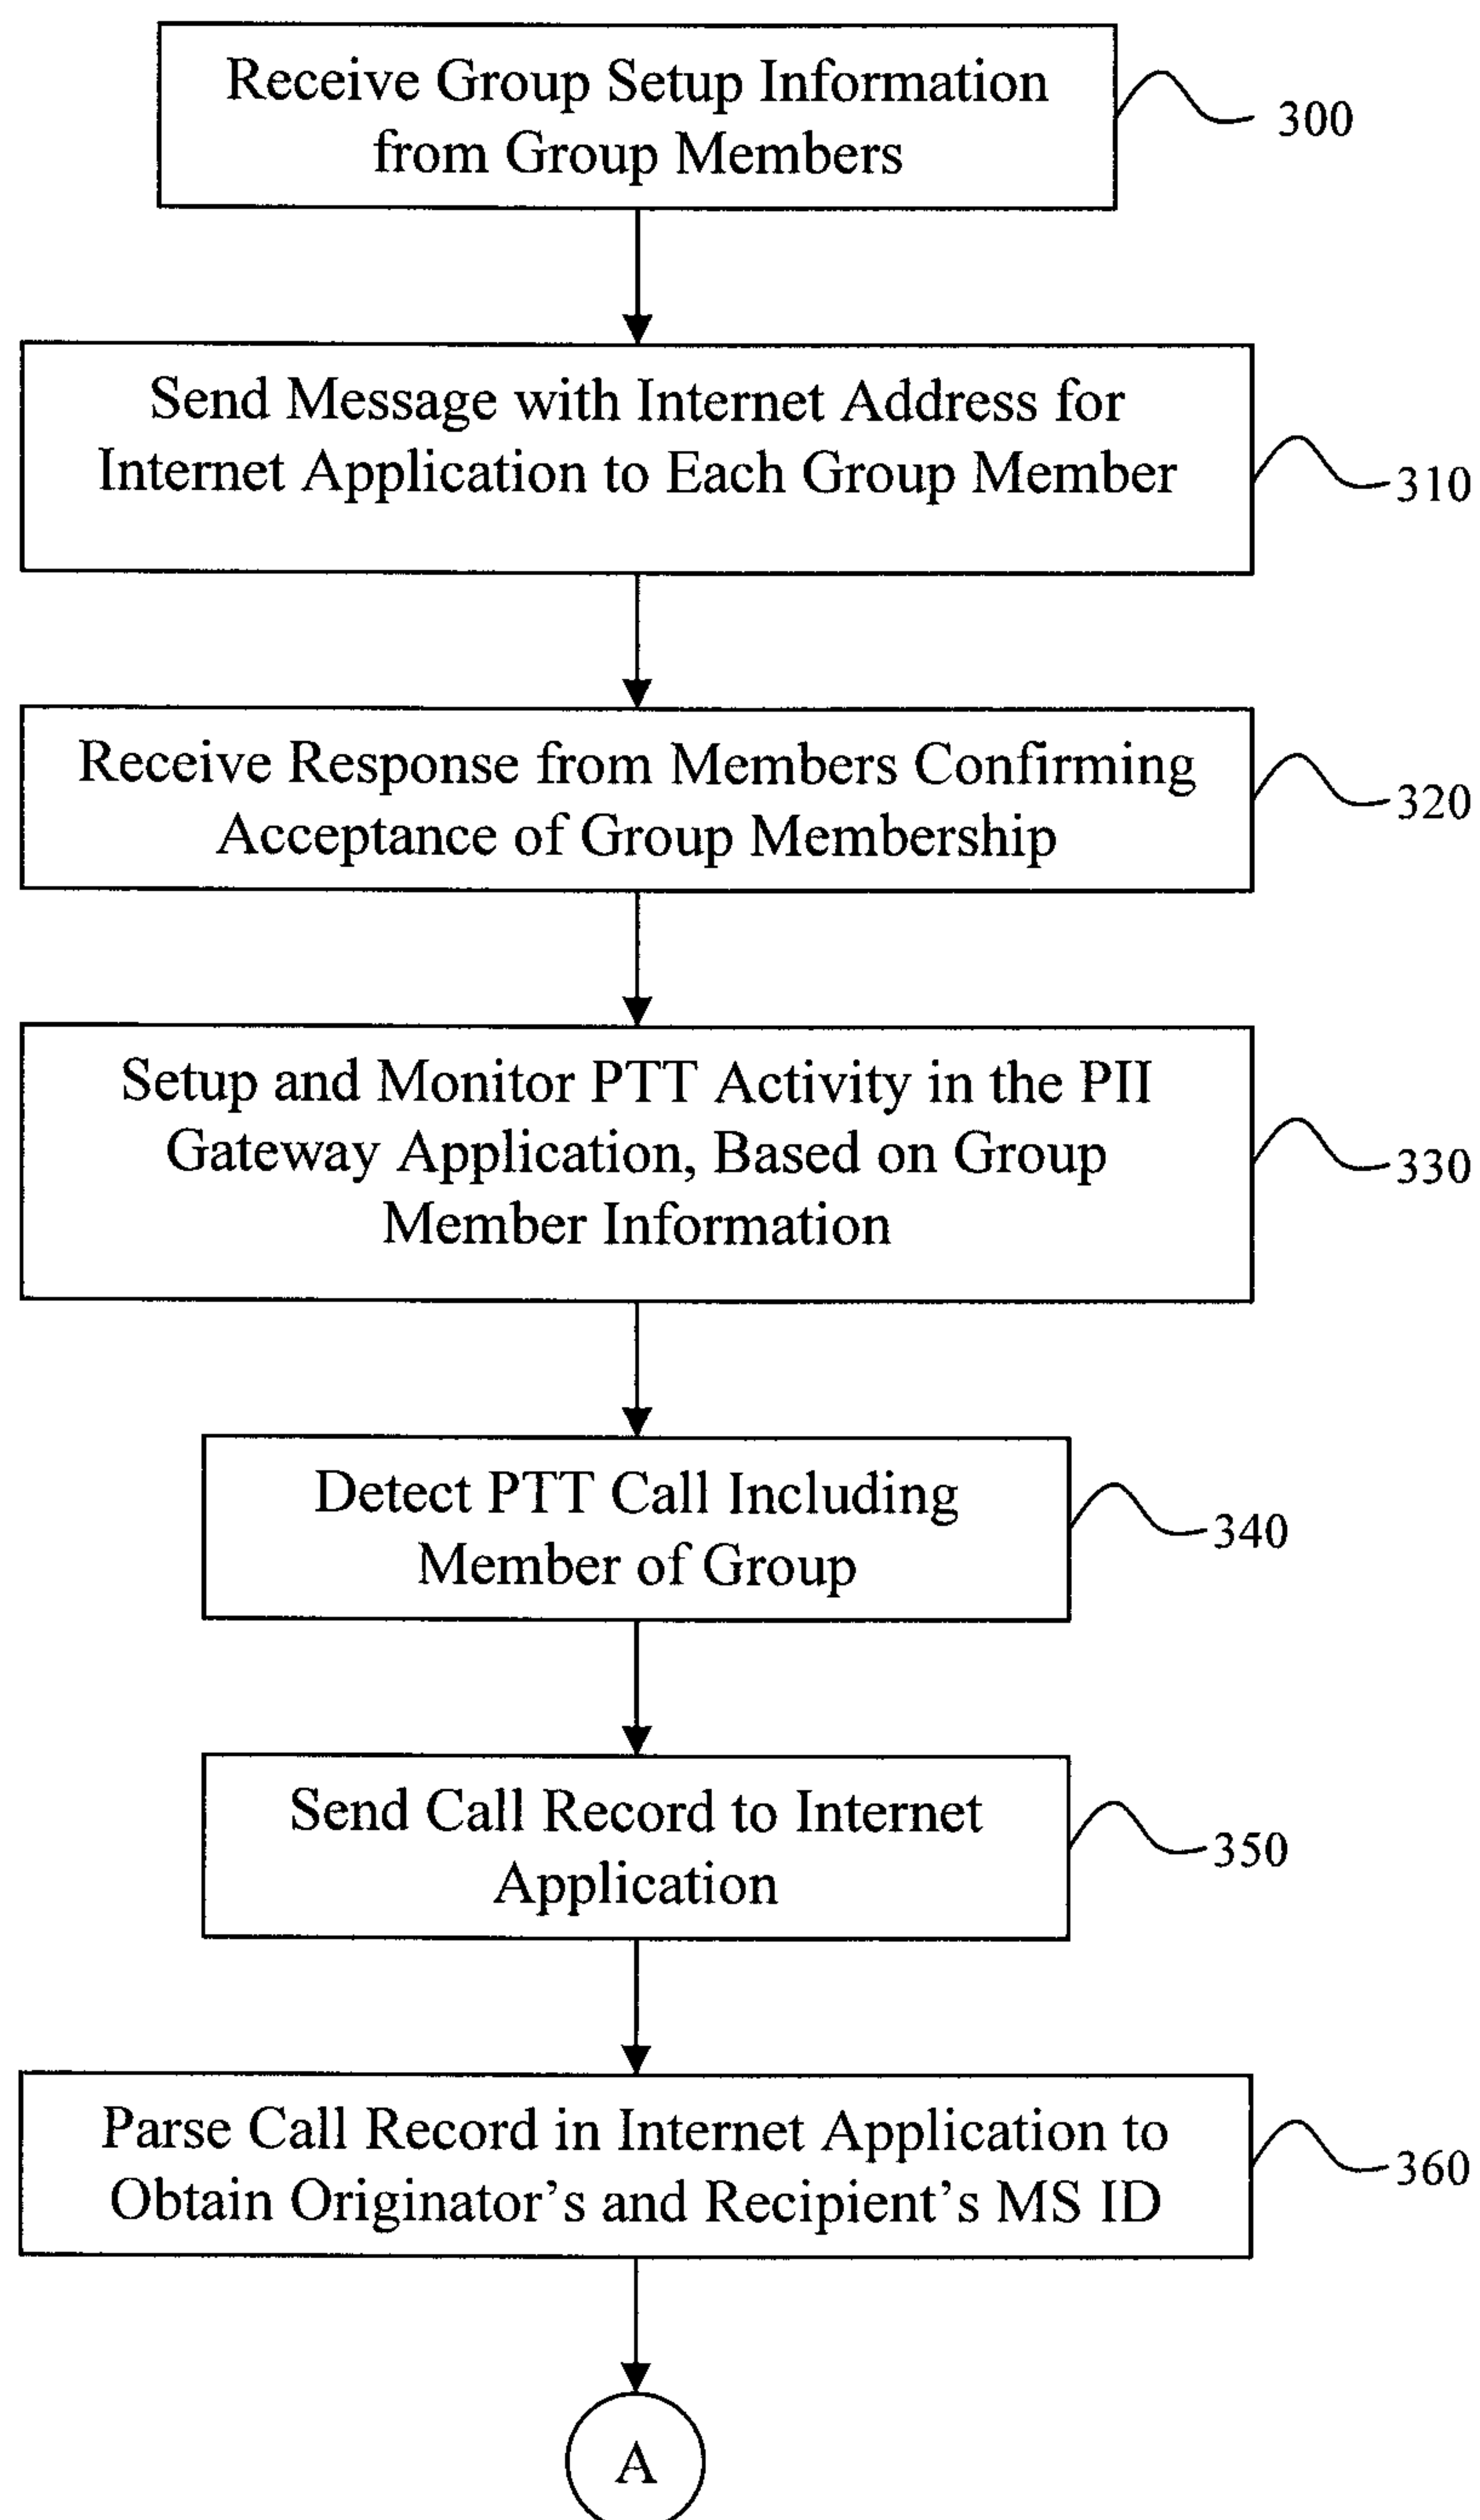 Receive Group Setup Information
from Group Members
300
Send Message with Internet Address for
Internet Application to Each Group Member
310
Receive Response from Members Confirming
Acceptance of Group Membership
320
Setup and Monitor PTT Activity in the PII
Gateway Application, Based on Group
Member Information
330
Detect PTT Call Including
Member of Group
340
Send Call Record to Internet
Application
350
Parse Call Record in Internet Application to
Obtain Originator's and Recipient's MS ID
360
A